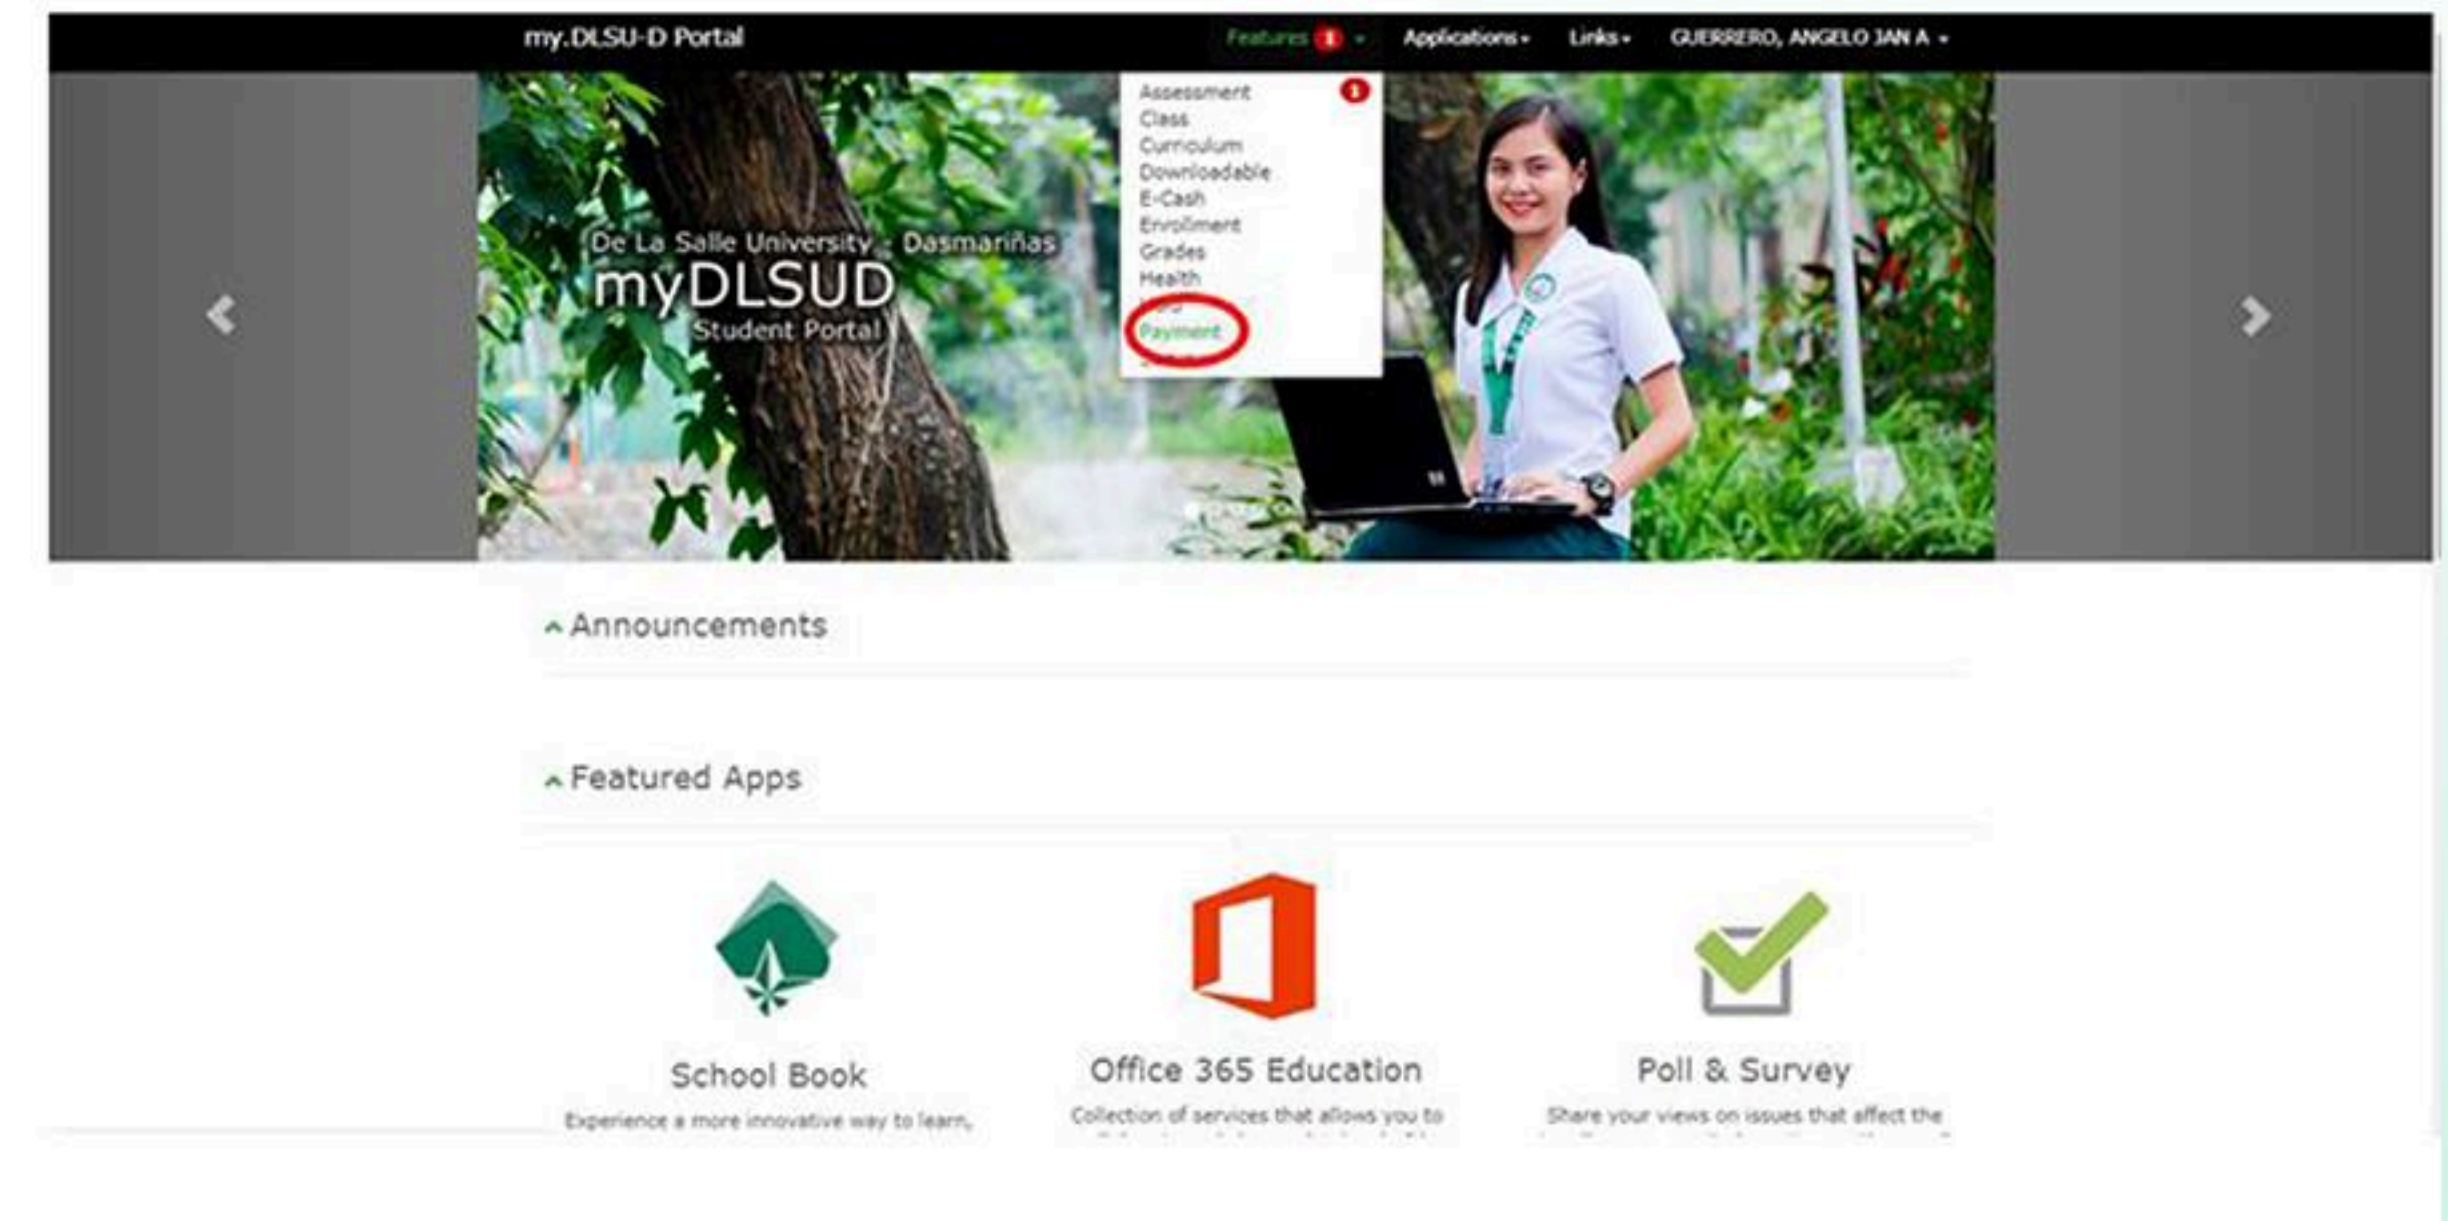 my.DLSU-D Portal
Features 1
Applications
Links
GUERRERO, ANGELO JAN A
Assessment 1
Class
Curriculum
Downloadable
E-Cash
Enrollment
Grades
Health
Payment
De La Salle University - Dasmariñas
myDLSUD
Student Portal
Announcements
Featured Apps
School Book
Experience a more innovative way to learn,
Office 365 Education
Collection of services that allows you to
Poll & Survey
Share your views on issues that affect the